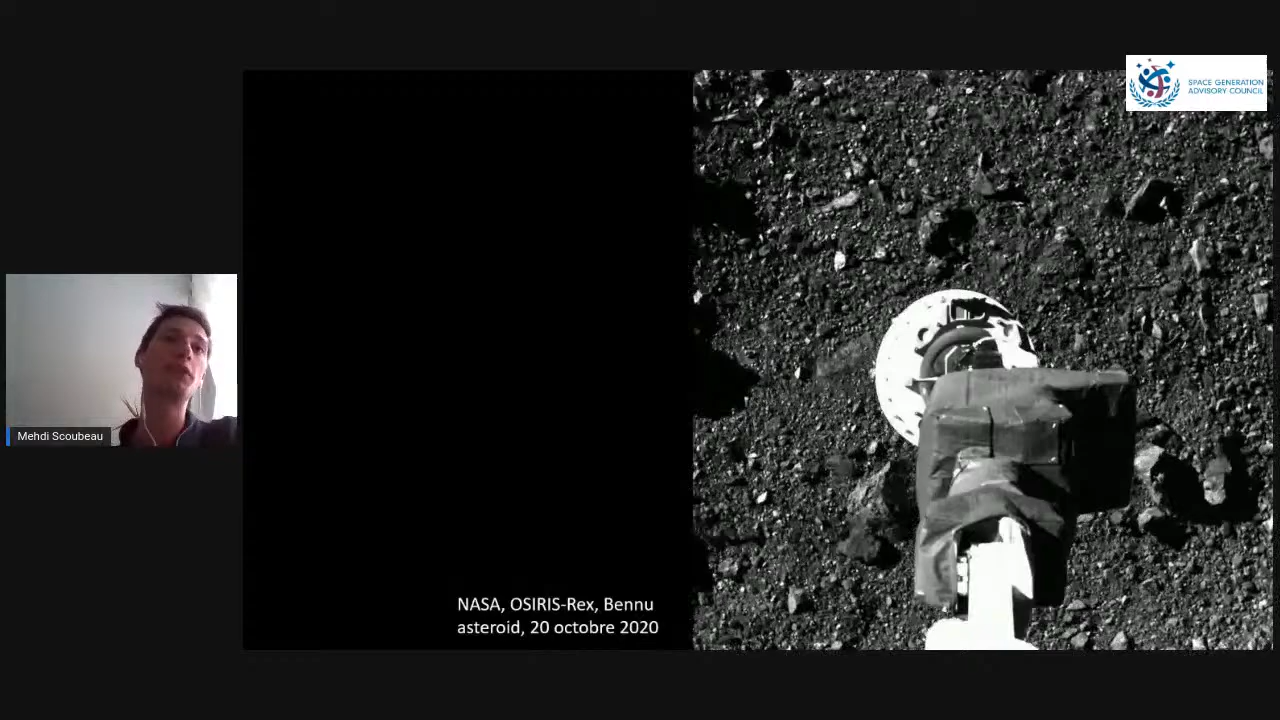 SPACE GENERATION
ADVISORY COUNCIL
Mehdi Scoubeau
NASA, OSIRIS-Rex, Bennu
asteroid, 20 octobre 2020